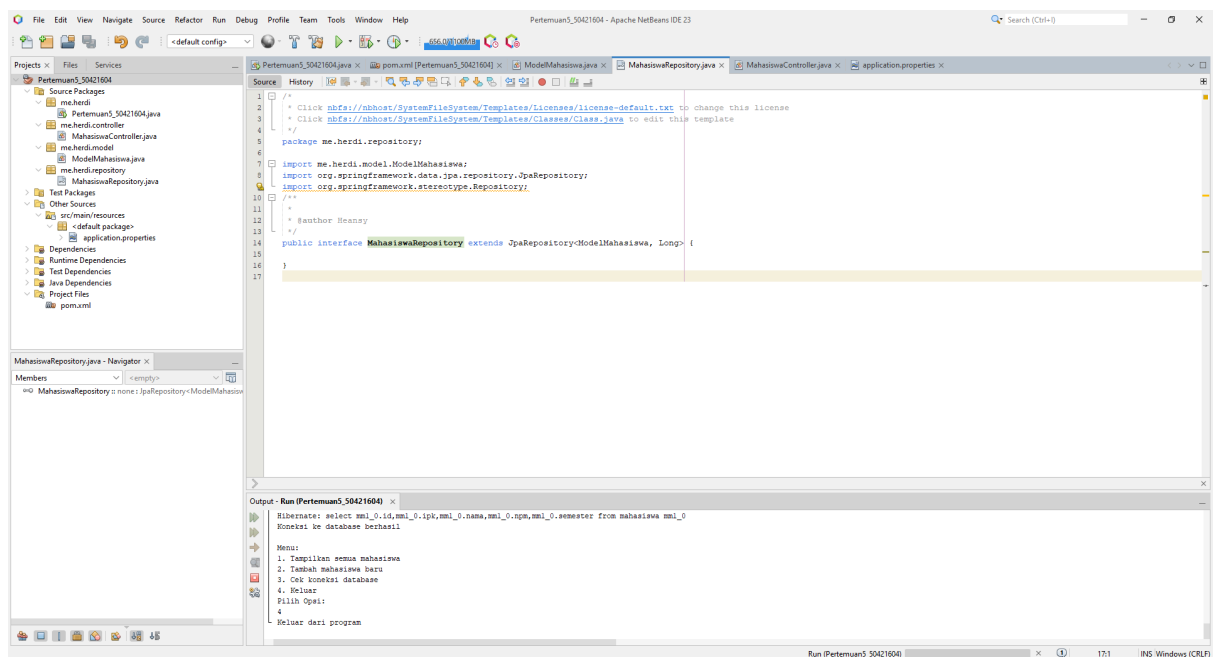 File Edit View Navigate Source Refactor Run Debug Profile Team Tools Window Help
Pertemuan5_50421604 - Apache NetBeans IDE 23
Search (Ctrl+I)
<default config>
Projects Files Services
Pertemuan5_50421604
Source Packages
me.herdi
Pertemuan5_50421604.java
me.herdi.controller
MahasiswaController.java
me.herdi.model
ModelMahasiswa.java
me.herdi.repository
MahasiswaRepository.java
Test Packages
Other Sources
src/main/resources
<default package>
application.properties
Dependencies
Runtime Dependencies
Test Dependencies
Java Dependencies
Project Files
pom.xml
Pertemuan5_50421604.java pom.xml [Pertemuan5_50421604] ModelMahasiswa.java MahasiswaRepository.java MahasiswaController.java application.properties
Source History
1 /*
2 * Click nbfs://nbhost/SystemFileSystem/Templates/Licenses/license-default.txt to change this license
3 * Click nbfs://nbhost/SystemFileSystem/Templates/Classes/Class.java to edit this template
4 */
5 package me.herdi.repository;
6
7 import me.herdi.model.ModelMahasiswa;
8 import org.springframework.data.jpa.repository.JpaRepository;
import org.springframework.stereotype.Repository;
10 /**
11 *
12 * @author Heansy
13 */
14 public interface MahasiswaRepository extends JpaRepository<ModelMahasiswa, Long> {
15
16 }
17
MahasiswaRepository.java - Navigator
Members <empty>
MahasiswaRepository :: none : JpaRepository<ModelMahasisw
Output - Run (Pertemuan5_50421604)
Hibernate: select mm1_0.id,mm1_0.ipk,mm1_0.nama,mm1_0.npm,mm1_0.semester from mahasiswa mm1_0
Koneksi ke database berhasil
Menu:
1. Tampilkan semua mahasiswa
2. Tambah mahasiswa baru
3. Cek koneksi database
4. Keluar
Pilih Opsi:
4
Keluar dari program
Run (Pertemuan5_50421604) 17:1 INS Windows (CRLF)